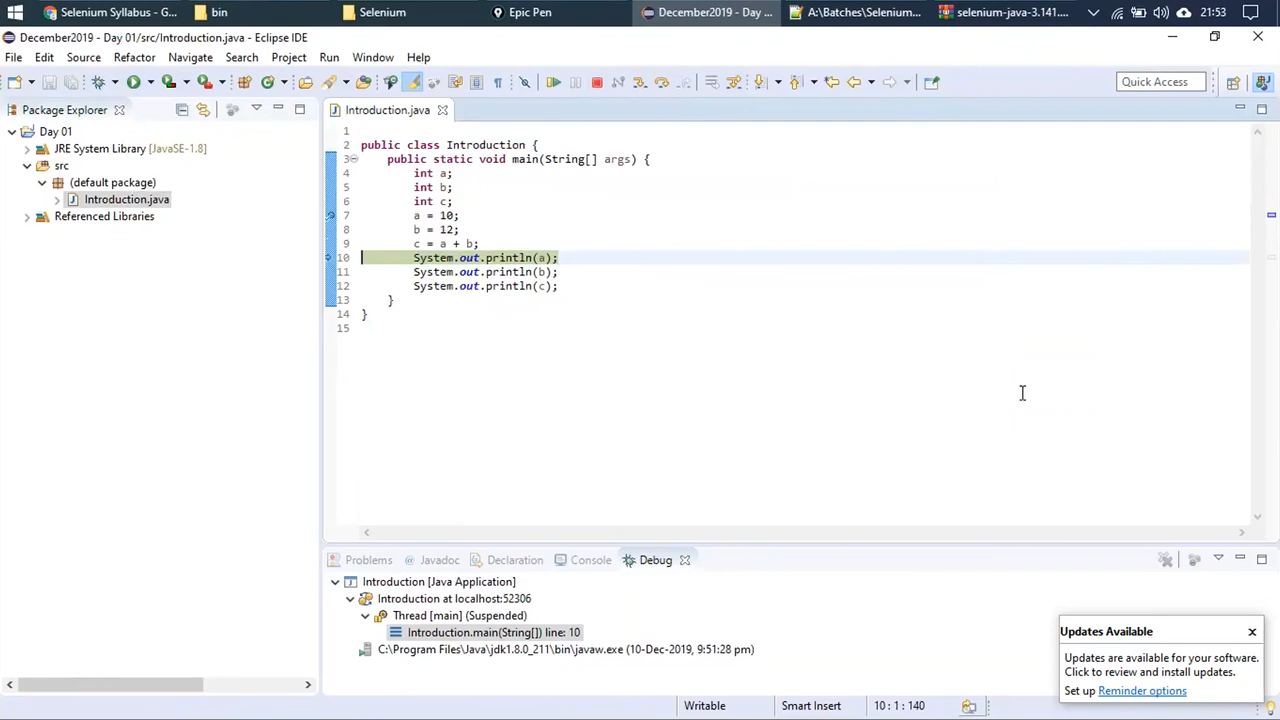 Selenium Syllabus - G...
bin
Selenium
Epic Pen
December2019 - Day ...
A:\Batches\Selenium...
selenium-java-3.141....
21:53
December2019 - Day 01/src/Introduction.java - Eclipse IDE
File Edit Source Refactor Navigate Search Project Run Window Help
Quick Access
Package Explorer
Introduction.java
Day 01
JRE System Library [JavaSE-1.8]
src
(default package)
Introduction.java
Referenced Libraries
1
2 public class Introduction {
3 public static void main(String[] args) {
4 int a;
5 int b;
6 int c;
7 a = 10;
8 b = 12;
9 c = a + b;
10 System.out.println(a);
11 System.out.println(b);
12 System.out.println(c);
13 }
14 }
15
Problems Javadoc Declaration Console Debug
Introduction [Java Application]
Introduction at localhost:52306
Thread [main] (Suspended)
Introduction.main(String[]) line: 10
C:\Program Files\Java\jdk1.8.0_211\bin\javaw.exe (10-Dec-2019, 9:51:28 pm)
Updates Available
Updates are available for your software.
Click to review and install updates.
Set up Reminder options
Writable Smart Insert 10 : 1 : 140